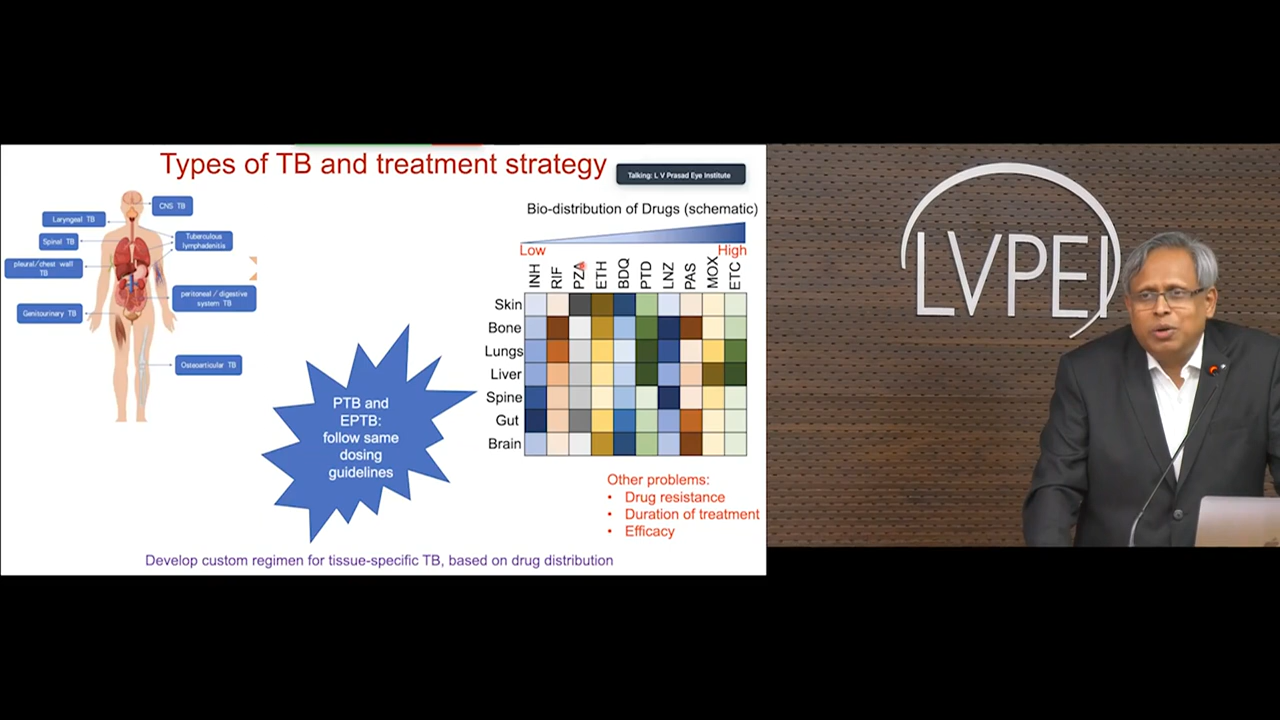 Types of TB and treatment strategy
Talking: L V Prasad Eye Institute
CNS TB
Laryngeal TB
Spinal TB
Tuberculous
lymphadenitis
pleural/chest wall
TB
peritoneal / digestive
system TB
Genitourinary TB
Osteoarticular TB
PTB and
EPTB:
follow same
dosing
guidelines
Bio-distribution of Drugs (schematic)
Low
High
INH RIF PZA ETH BDQ PTD LNZ PAS MOX ETC
Skin
Bone
Lungs
Liver
Spine
Gut
Brain
Other problems:
• Drug resistance
• Duration of treatment
• Efficacy
Develop custom regimen for tissue-specific TB, based on drug distribution
LVPEI